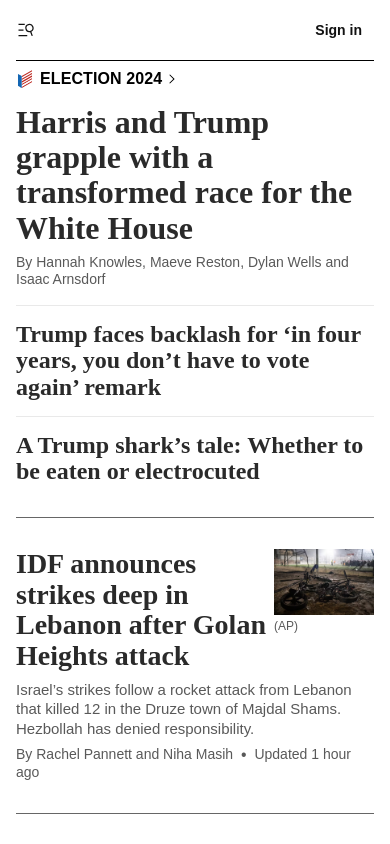 Sign in
ELECTION 2024
Harris and Trump
grapple with a
transformed race for the
White House
By Hannah Knowles, Maeve Reston, Dylan Wells and
Isaac Arnsdorf
Trump faces backlash for ‘in four
years, you don’t have to vote
again’ remark
A Trump shark’s tale: Whether to
be eaten or electrocuted
IDF announces
strikes deep in
Lebanon after Golan
Heights attack
(AP)
Israel’s strikes follow a rocket attack from Lebanon
that killed 12 in the Druze town of Majdal Shams.
Hezbollah has denied responsibility.
By Rachel Pannett and Niha Masih • Updated 1 hour
ago